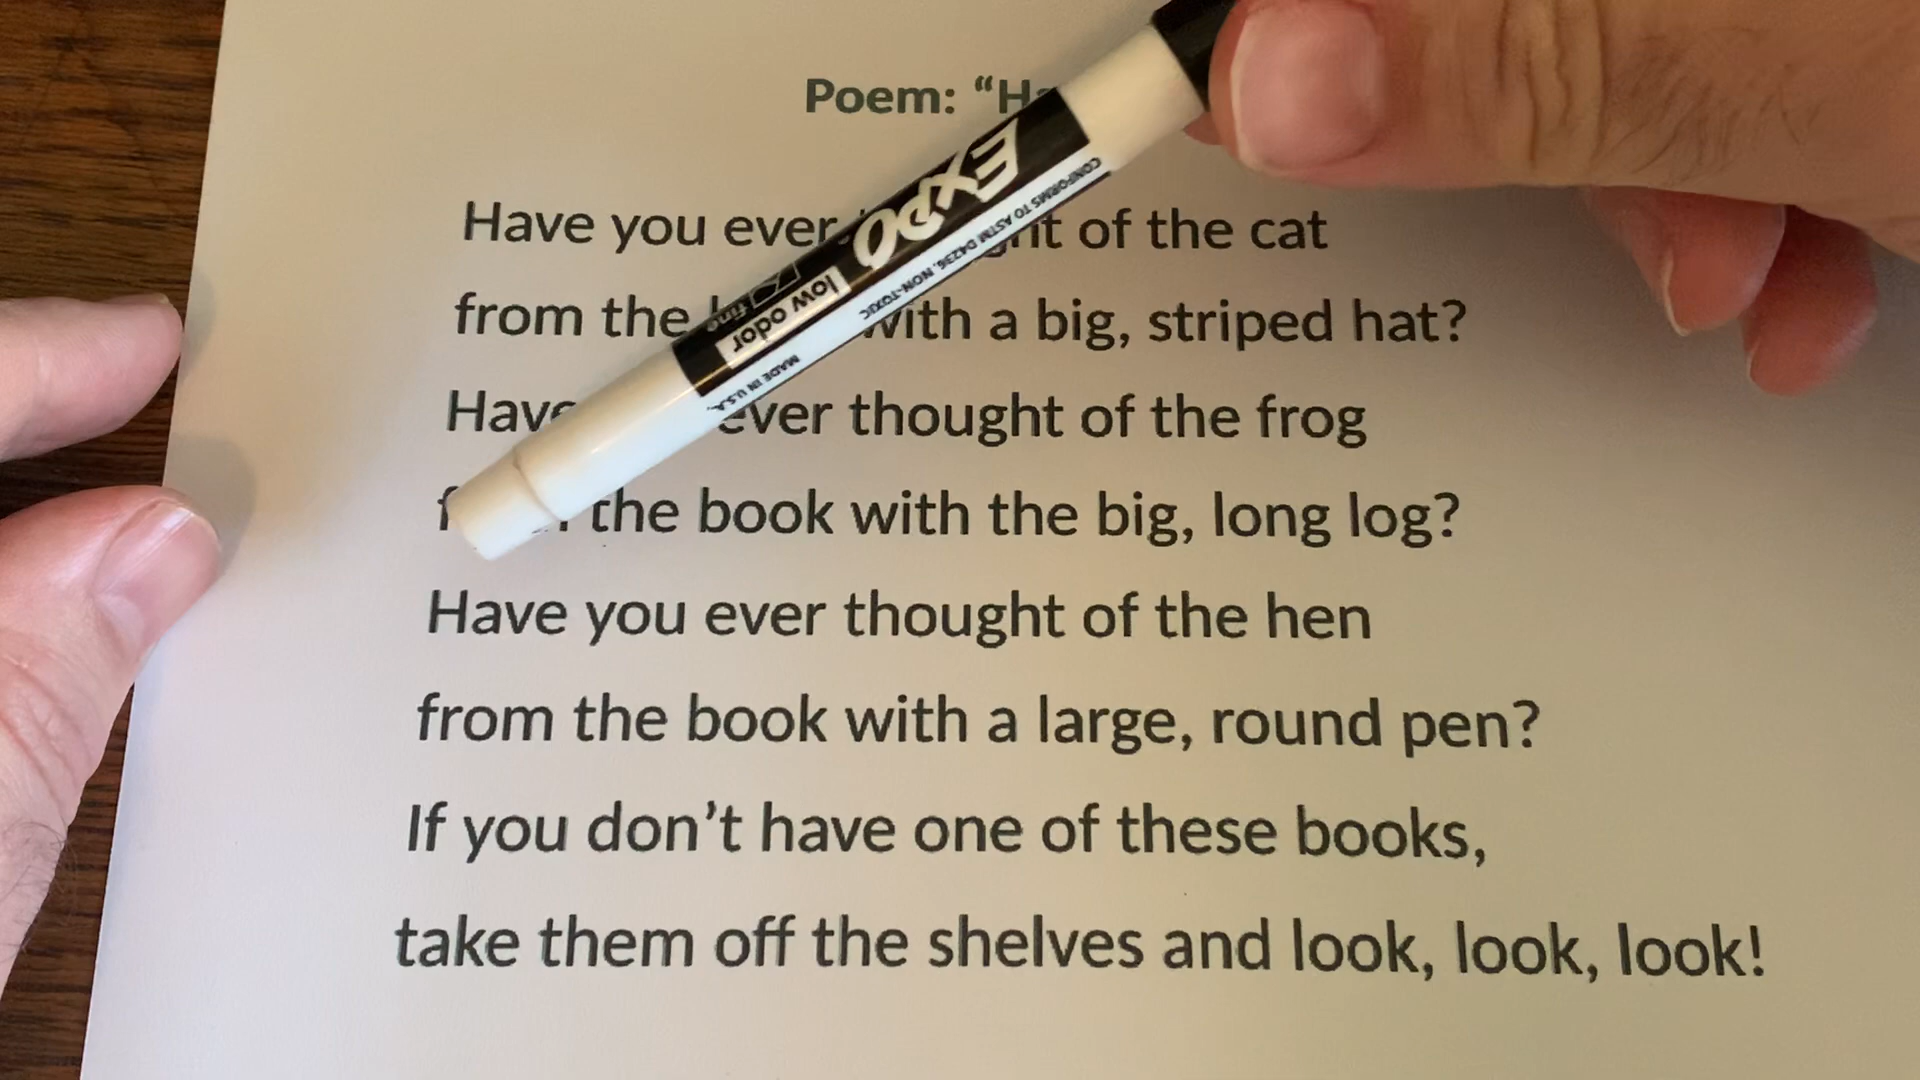 Poem: "Ha
Have you ever of the cat
from the with a big, striped hat?
Have ever thought of the frog
the book with the big, long log?
Have you ever thought of the hen
from the book with a large, round pen?
If you don't have one of these books,
take them off the shelves and look, look, look!
EXPO
low odor
fine
CONFORMS TO ASTM D4236, NON-TOXIC
MADE IN U.S.A.